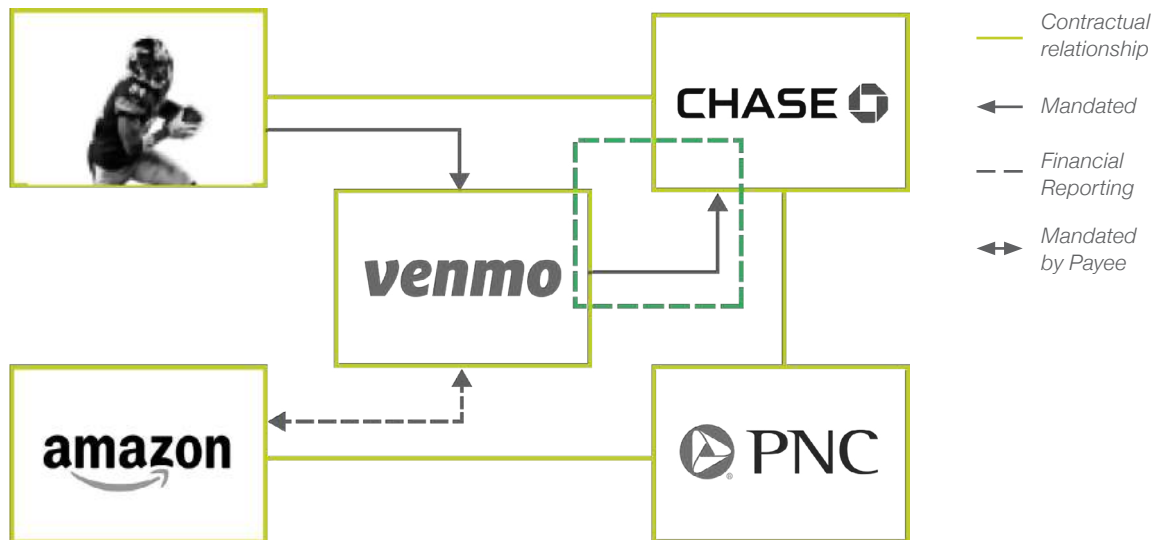 CHASE
venmo
amazon
PNC
Contractual
relationship
Mandated
Financial
Reporting
Mandated
by Payee